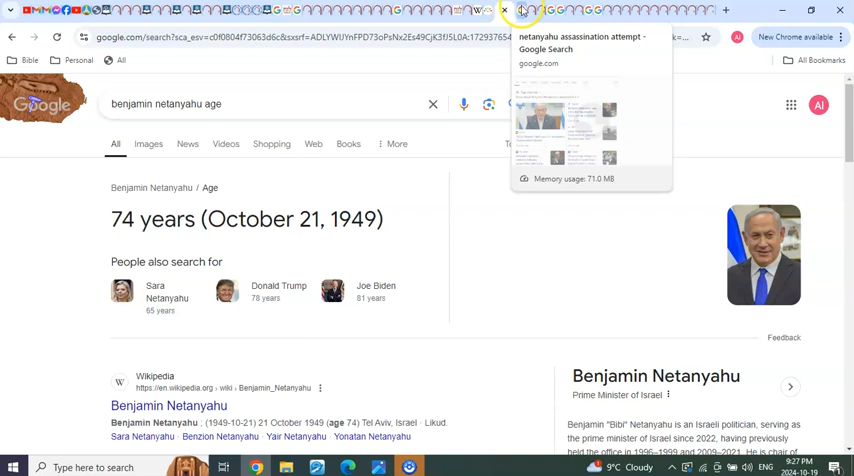 google.com/search?sca_esv=c0f0804f73063d6c&sxsrf=ADLYWIJYnFPD73oPsNx2Es49CjK3fJ5L0A:17293765
New Chrome available
Bible
Personal
All
All Bookmarks
netanyahu assassination attempt -
Google Search
google.com
Memory usage: 71.0 MB
Google
benjamin netanyahu age
AI
All
Images
News
Videos
Shopping
Web
Books
More
Benjamin Netanyahu / Age
74 years (October 21, 1949)
People also search for
Sara
Netanyahu
65 years
Donald Trump
78 years
Joe Biden
81 years
Feedback
Wikipedia
https://en.wikipedia.org › wiki › Benjamin_Netanyahu
Benjamin Netanyahu
Benjamin Netanyahu ; (1949-10-21) 21 October 1949 (age 74) Tel Aviv, Israel · Likud.
Sara Netanyahu · Benzion Netanyahu · Yair Netanyahu · Yonatan Netanyahu
Benjamin Netanyahu
Prime Minister of Israel
Benjamin "Bibi" Netanyahu is an Israeli politician, serving as
the prime minister of Israel since 2022, having previously
held the office in 1996–1999 and 2009–2021. He is chair of
Type here to search
9°C Cloudy
ENG
9:27 PM
2024-10-19